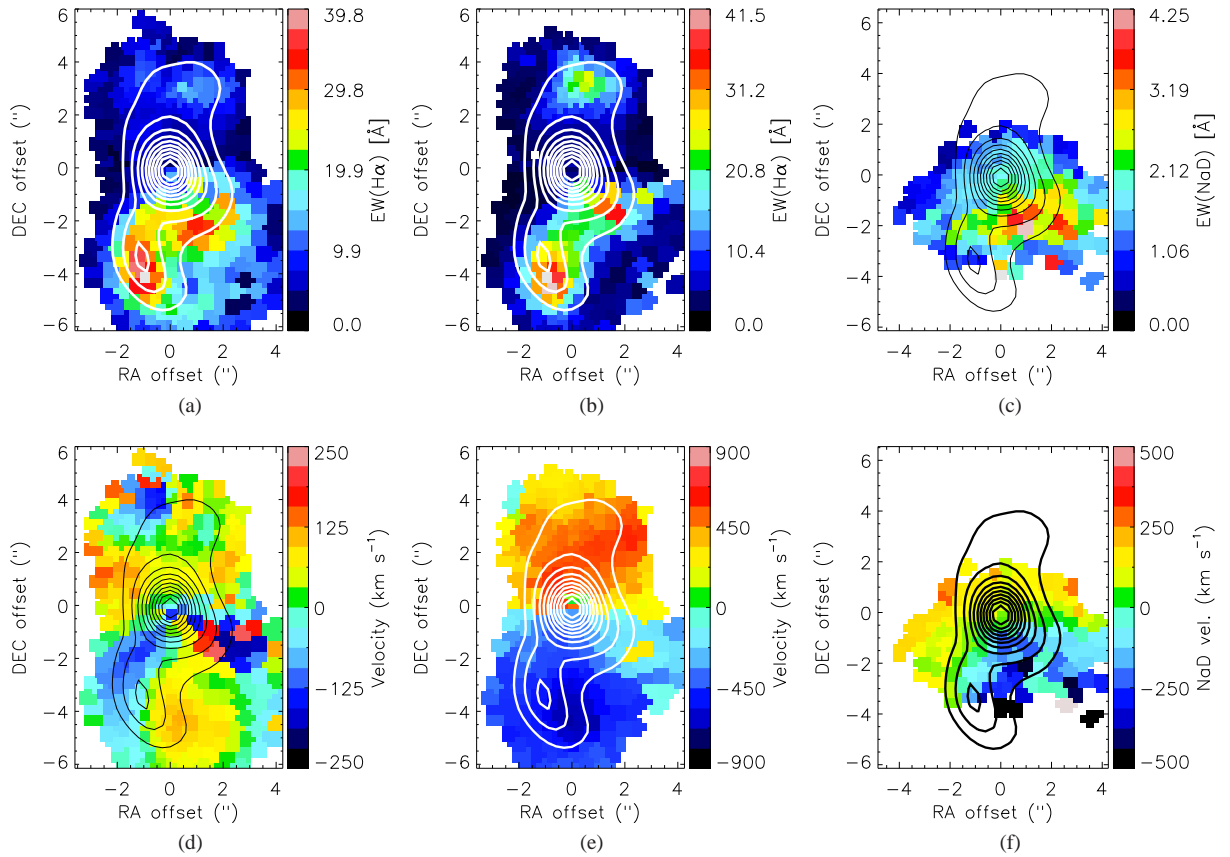 6
4
2
0
−2
−4
−6
DEC offset (")
−2 0 2 4
RA offset (")
39.8
29.8
19.9
9.9
0.0
EW(Hα) [Å]
(a)
6
4
2
0
−2
−4
−6
DEC offset (")
−2 0 2 4
RA offset (")
41.5
31.2
20.8
10.4
0.0
EW(Hα) [Å]
(b)
6
4
2
0
−2
−4
−6
DEC offset (")
−4 −2 0 2 4
RA offset (")
4.25
3.19
2.12
1.06
0.00
EW(NaD) [Å]
(c)
6
4
2
0
−2
−4
−6
DEC offset (")
−2 0 2 4
RA offset (")
250
125
0
−125
−250
Velocity (km s⁻¹)
(d)
6
4
2
0
−2
−4
−6
DEC offset (")
−2 0 2 4
RA offset (")
900
450
0
−450
−900
Velocity (km s⁻¹)
(e)
6
4
2
0
−2
−4
−6
DEC offset (")
−4 −2 0 2 4
RA offset (")
500
250
0
−250
−500
NaD vel. (km s⁻¹)
(f)